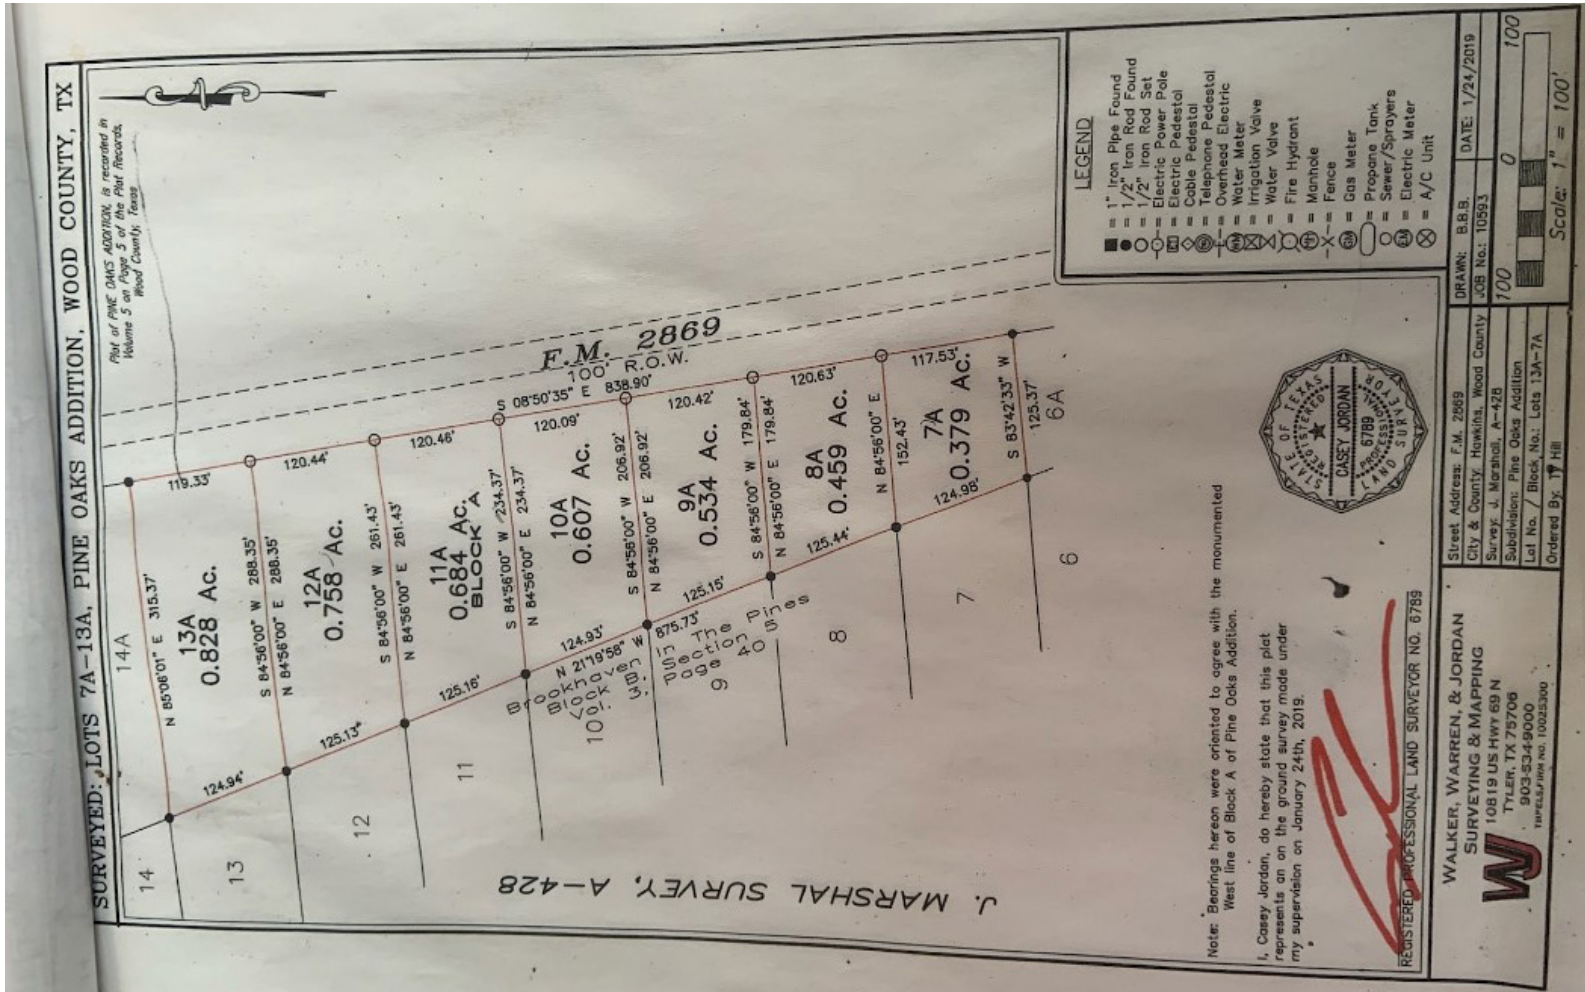 SURVEYED: LOTS 7A-13A, PINE OAKS ADDITION, WOOD COUNTY, TX
Plat of PINE OAKS ADDITION, is recorded in
Volume 5 on Page 5 of the Plat Records,
Wood County, Texas
14A
N 85°06'01" E 315.37'
119.33'
13A
0.828 Ac.
124.94'
14
13
S 84°56'00" W 288.35'
N 84°56'00" E 288.35'
120.44'
12A
0.758 Ac.
125.13'
12
S 84°56'00" W 261.43'
N 84°56'00" E 261.43'
120.46'
11A
0.684 Ac.
BLOCK A
125.16'
11
S 84°56'00" W 234.37'
N 84°56'00" E 234.37'
F.M. 2869
100' R.O.W.
S 08°50'35" E 838.90'
120.09'
10A
0.607 Ac.
124.93'
N 21°19'58" W 875.73'
Brookhaven In The Pines
Block B, Section 5
Vol. 3, Page 40
10
S 84°56'00" W 206.92'
N 84°56'00" E 206.92'
120.42'
9A
0.534 Ac.
125.15'
9
S 84°56'00" W 179.84'
N 84°56'00" E 179.84'
120.63'
8A
0.459 Ac.
125.44'
8
N 84°56'00" E
152.43'
117.53'
7A
0.379 Ac.
124.98'
7
S 83°42'33" W
125.37'
6A
6
J. MARSHAL SURVEY, A-428
LEGEND
= 1" Iron Pipe Found
= 1/2" Iron Rod Found
= 1/2" Iron Rod Set
= Electric Power Pole
= Electric Pedestal
= Cable Pedestal
= Telephone Pedestal
= Overhead Electric
= Water Meter
= Irrigation Valve
= Water Valve
= Fire Hydrant
= Manhole
= Fence
= Gas Meter
= Propane Tank
= Sewer/Sprayers
= Electric Meter
= A/C Unit
Note: Bearings hereon were oriented to agree with the monumented
West line of Block A of Pine Oaks Addition.
I, Casey Jordan, do hereby state that this plat
represents an on the ground survey made under
my supervision on January 24th, 2019.
STATE OF TEXAS
REGISTERED
CASEY JORDAN
6789
PROFESSIONAL
LAND SURVEYOR
REGISTERED PROFESSIONAL LAND SURVEYOR NO. 6789
WALKER, WARREN, & JORDAN
SURVEYING & MAPPING
WJ
10819 US HWY 69 N
TYLER, TX 75706
903-534-9000
TBPELS FIRM NO. 10025300
Street Address: F.M. 2869
City & County: Hawkins, Wood County
Survey: J. Marshall, A-428
Subdivision: Pine Oaks Addition
Lot No. / Block No.: Lots 13A-7A
Ordered By: Hill
DRAWN: B.B.B.
DATE: 1/24/2019
JOB No.: 10593
100 0 100
Scale: 1" = 100'